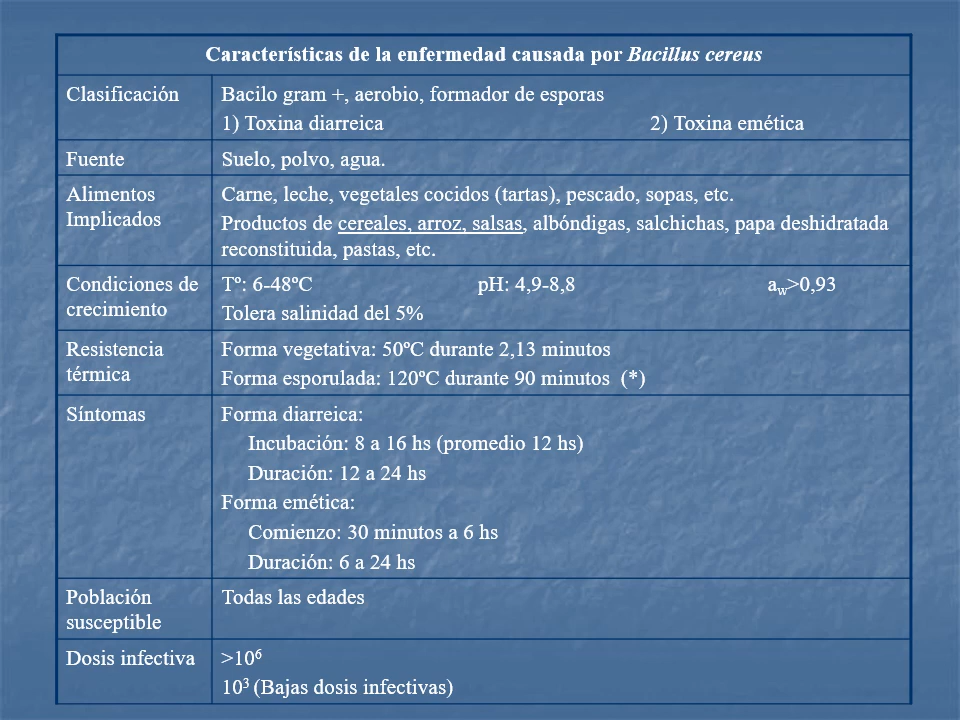 Características de la enfermedad causada por Bacillus cereus
Clasificación
Bacilo gram +, aerobio, formador de esporas
1) Toxina diarreica 2) Toxina emética
Fuente
Suelo, polvo, agua.
Alimentos
Implicados
Carne, leche, vegetales cocidos (tartas), pescado, sopas, etc.
Productos de cereales, arroz, salsas, albóndigas, salchichas, papa deshidratada
reconstituida, pastas, etc.
Condiciones de
crecimiento
Tº: 6-48ºC pH: 4,9-8,8 aw>0,93
Tolera salinidad del 5%
Resistencia
térmica
Forma vegetativa: 50ºC durante 2,13 minutos
Forma esporulada: 120ºC durante 90 minutos (*)
Síntomas
Forma diarreica:
Incubación: 8 a 16 hs (promedio 12 hs)
Duración: 12 a 24 hs
Forma emética:
Comienzo: 30 minutos a 6 hs
Duración: 6 a 24 hs
Población
susceptible
Todas las edades
Dosis infectiva
>10⁶
10³ (Bajas dosis infectivas)